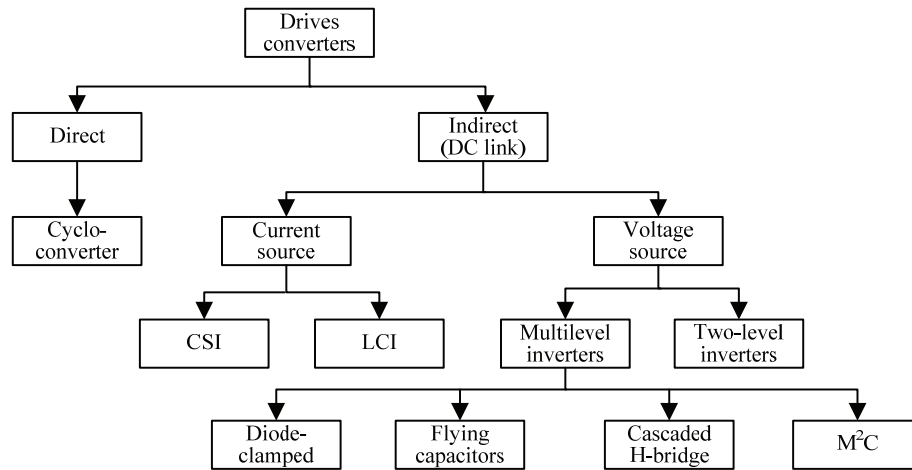 Drives
converters
Direct
Indirect
(DC link)
Cyclo-
converter
Current
source
Voltage
source
CSI
LCI
Multilevel
inverters
Two-level
inverters
Diode-
clamped
Flying
capacitors
Cascaded
H-bridge
M²C